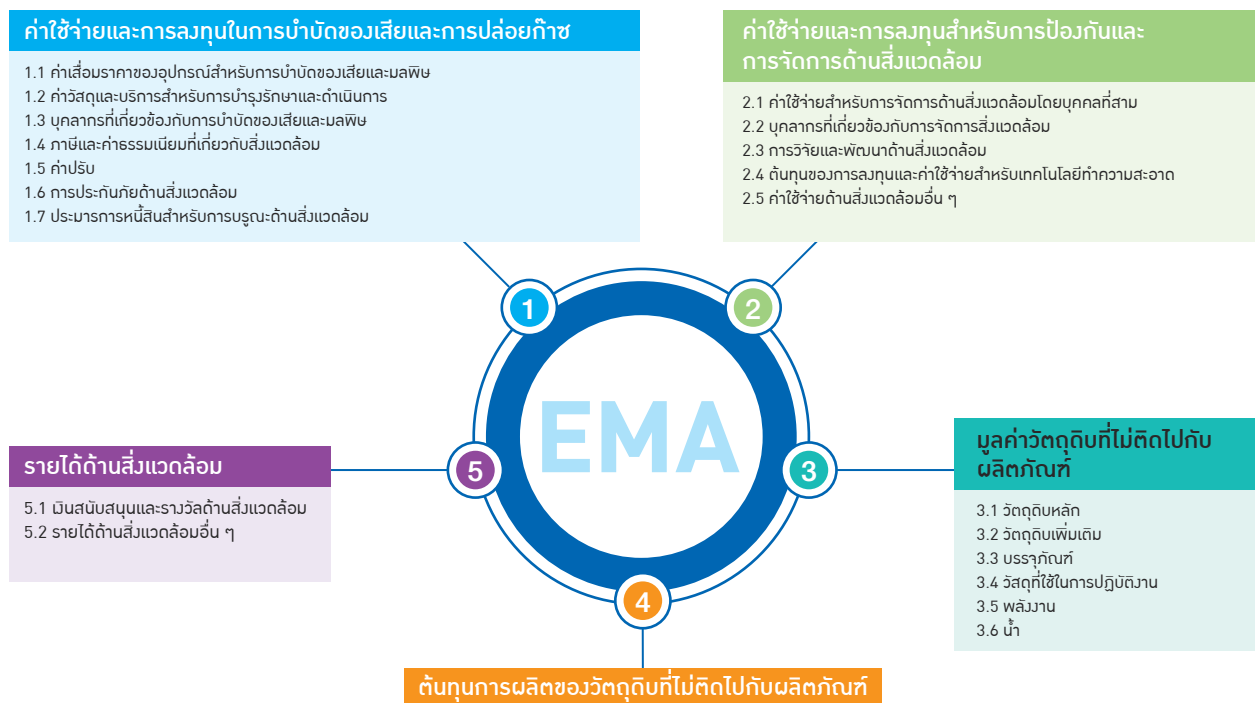 ค่าใช้จ่ายและการลงทุนในการบำบัดของเสียและการปล่อยก๊าซ
1.1 ค่าเสื่อมราคาของอุปกรณ์สำหรับการบำบัดของเสียและมลพิษ
1.2 ค่าวัสดุและบริการสำหรับการบำรุงรักษาและดำเนินการ
1.3 บุคลากรที่เกี่ยวข้องกับการบำบัดของเสียและมลพิษ
1.4 ภาษีและค่าธรรมเนียมที่เกี่ยวกับสิ่งแวดล้อม
1.5 ค่าปรับ
1.6 การประกันภัยด้านสิ่งแวดล้อม
1.7 ประมารการหนี้สินสำหรับการบรูณะด้านสิ่งแวดล้อม
ค่าใช้จ่ายและการลงทุนสำหรับการป้องกันและ
การจัดการด้านสิ่งแวดล้อม
2.1 ค่าใช้จ่ายสำหรับการจัดการด้านสิ่งแวดล้อมโดยบุคคลที่สาม
2.2 บุคลากรที่เกี่ยวข้องกับการจัดการสิ่งแวดล้อม
2.3 การวิจัยและพัฒนาด้านสิ่งแวดล้อม
2.4 ต้นทุนของการลงทุนและค่าใช้จ่ายสำหรับเทคโนโลยีทำความสะอาด
2.5 ค่าใช้จ่ายด้านสิ่งแวดล้อมอื่น ๆ
1
2
EMA
5
3
4
รายได้ด้านสิ่งแวดล้อม
5.1 เงินสนับสนุนและรางวัลด้านสิ่งแวดล้อม
5.2 รายได้ด้านสิ่งแวดล้อมอื่น ๆ
มูลค่าวัตถุดิบที่ไม่ติดไปกับ
ผลิตภัณฑ์
3.1 วัตถุดิบหลัก
3.2 วัตถุดิบเพิ่มเติม
3.3 บรรจุภัณฑ์
3.4 วัสดุที่ใช้ในการปฏิบัติงาน
3.5 พลังงาน
3.6 น้ำ
ต้นทุนการผลิตของวัตถุดิบที่ไม่ติดไปกับผลิตภัณฑ์